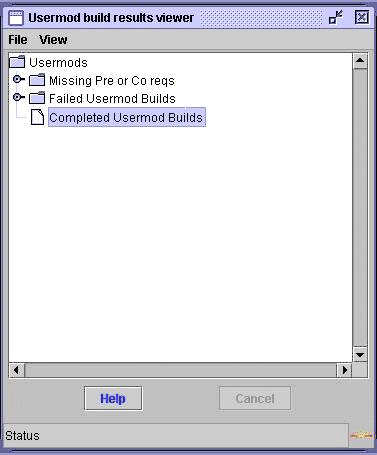 Usermod build results viewer
File View
Usermods
Missing Pre or Co reqs
Failed Usermod Builds
Completed Usermod Builds
Help Cancel
Status